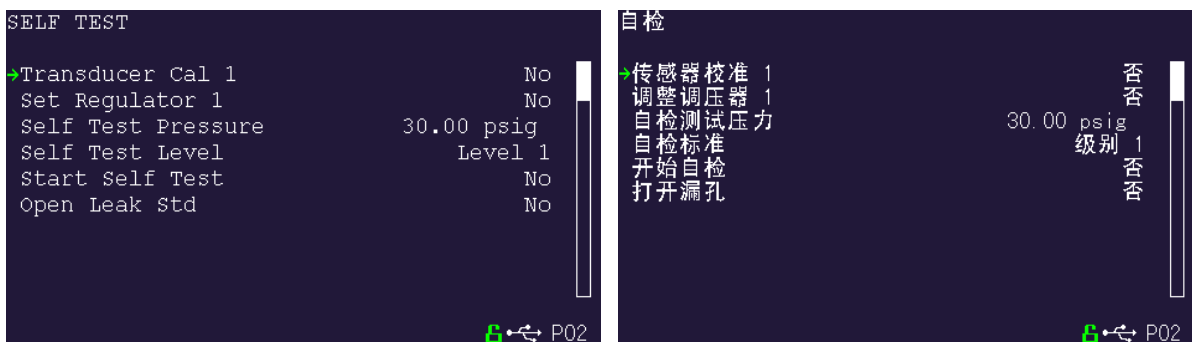 SELF TEST
→Transducer Cal 1 No
Set Regulator 1 No
Self Test Pressure 30.00 psig
Self Test Level Level 1
Start Self Test No
Open Leak Std No
P02
自检
→传感器校准 1 否
调整调压器 1 否
自检测试压力 30.00 psig
自检标准 级别 1
开始自检 否
打开漏孔 否
P02